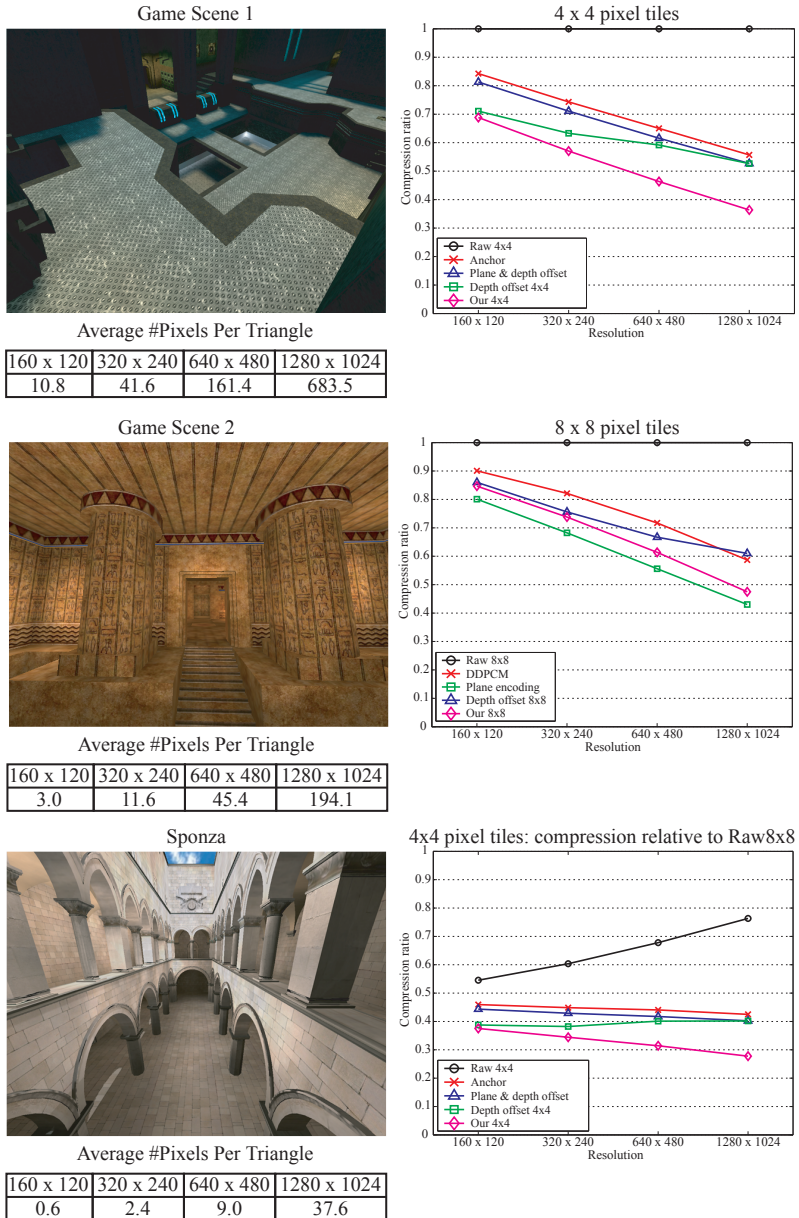 Game Scene 1
Average #Pixels Per Triangle
160 x 120 320 x 240 640 x 480 1280 x 1024
10.8 41.6 161.4 683.5
4 x 4 pixel tiles
Compression ratio
1
0.9
0.8
0.7
0.6
0.5
0.4
0.3
0.2
0.1
0
Raw 4x4
Anchor
Plane & depth offset
Depth offset 4x4
Our 4x4
160 x 120 320 x 240 640 x 480 1280 x 1024
Resolution
Game Scene 2
Average #Pixels Per Triangle
160 x 120 320 x 240 640 x 480 1280 x 1024
3.0 11.6 45.4 194.1
8 x 8 pixel tiles
Compression ratio
1
0.9
0.8
0.7
0.6
0.5
0.4
0.3
0.2
0.1
0
Raw 8x8
DDPCM
Plane encoding
Depth offset 8x8
Our 8x8
160 x 120 320 x 240 640 x 480 1280 x 1024
Resolution
Sponza
Average #Pixels Per Triangle
160 x 120 320 x 240 640 x 480 1280 x 1024
0.6 2.4 9.0 37.6
4x4 pixel tiles: compression relative to Raw8x8
Compression ratio
1
0.9
0.8
0.7
0.6
0.5
0.4
0.3
0.2
0.1
0
Raw 4x4
Anchor
Plane & depth offset
Depth offset 4x4
Our 4x4
160 x 120 320 x 240 640 x 480 1280 x 1024
Resolution